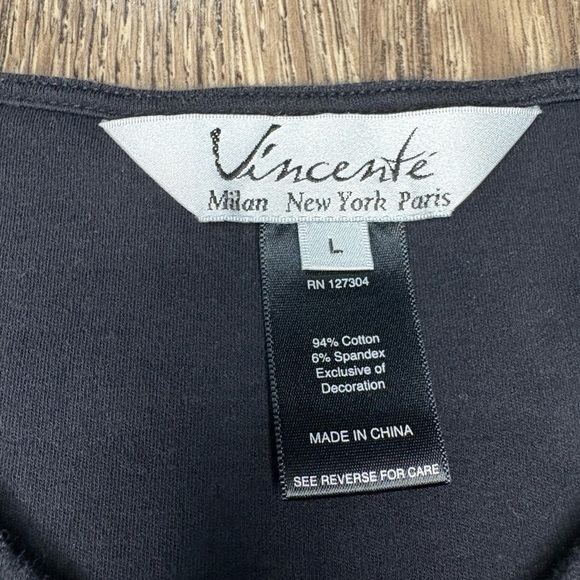 Vincenté
Milan New York Paris
L
RN 127304
94% Cotton
6% Spandex
Exclusive of
Decoration
MADE IN CHINA
SEE REVERSE FOR CARE